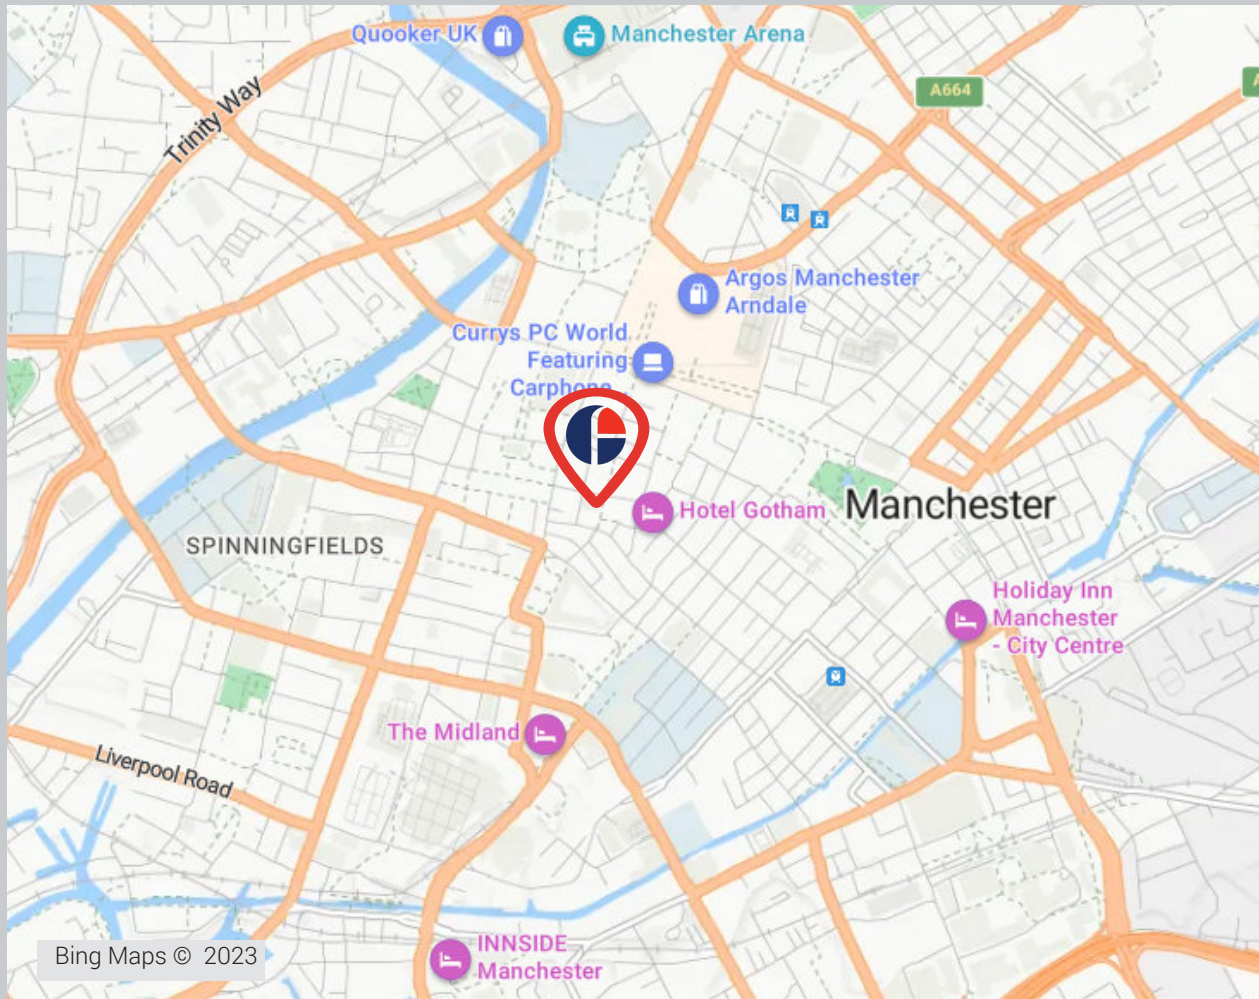 Quooker UK
Manchester Arena
Trinity Way
A664
Argos Manchester
Arndale
Currys PC World
Featuring
Carphone
Hotel Gotham
Manchester
SPINNINGFIELDS
Holiday Inn
Manchester
- City Centre
The Midland
Liverpool Road
INNSIDE
Manchester
Bing Maps © 2023